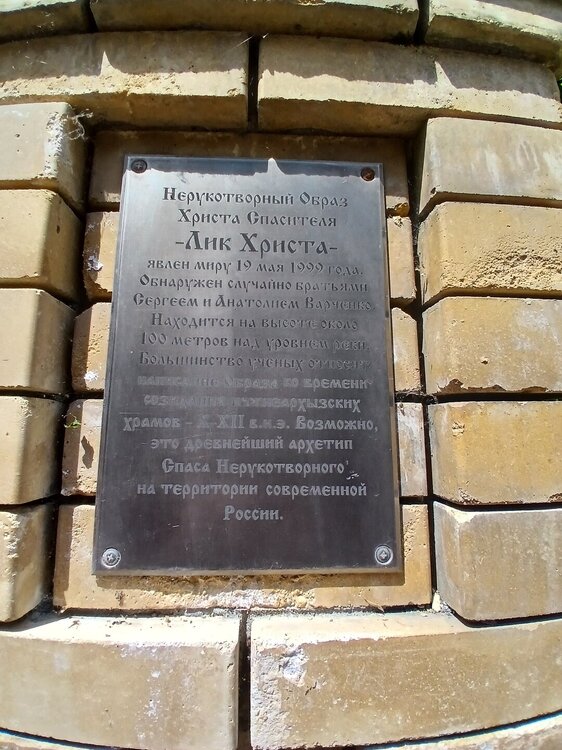 Нерукотворный Образ
Христа Спасителя
-Лик Христа-
явлен миру 19 мая 1999 года.
Обнаружен случайно братьями
Сергеем и Анатолием Варченко
Находится на высоте около
100 метров над уровнем реки.
Большинство ученых относят
написание Образа ко времени
созидания нижнеархызских
храмов - X-XII в.н.э. Возможно,
это древнейший архетип
Спаса Нерукотворного
на территории современной
России.